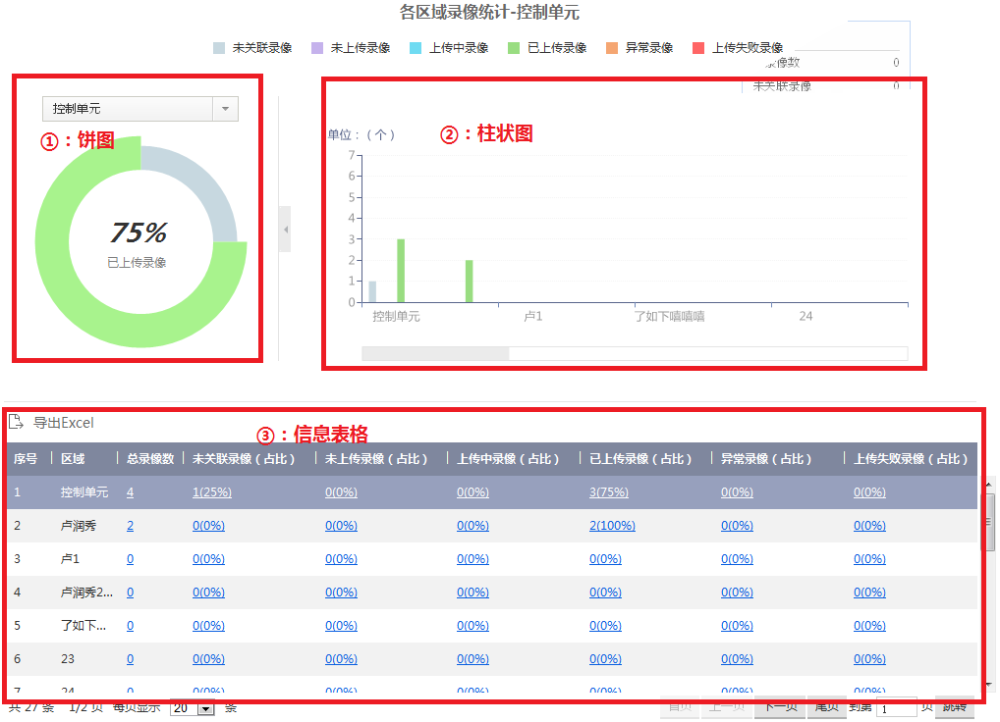 各区域录像统计-控制单元
未关联录像 未上传录像 上传中录像 已上传录像 异常录像 上传失败录像
录像数 0
未关联录像 0
控制单元
①：饼图
75%
已上传录像
②：柱状图
单位：（个）
7
6
5
4
3
2
1
0
控制单元 卢1 了如下嘻嘻嘻 24
导出Excel
③：信息表格
序号 区域 总录像数 未关联录像（占比） 未上传录像（占比） 上传中录像（占比） 已上传录像（占比） 异常录像（占比） 上传失败录像（占比）
1 控制单元 4 1(25%) 0(0%) 0(0%) 3(75%) 0(0%) 0(0%)
2 卢润秀 2 0(0%) 0(0%) 0(0%) 2(100%) 0(0%) 0(0%)
3 卢1 0 0(0%) 0(0%) 0(0%) 0(0%) 0(0%) 0(0%)
4 卢润秀2... 0 0(0%) 0(0%) 0(0%) 0(0%) 0(0%) 0(0%)
5 了如下... 0 0(0%) 0(0%) 0(0%) 0(0%) 0(0%) 0(0%)
6 23 0 0(0%) 0(0%) 0(0%) 0(0%) 0(0%) 0(0%)
7 24 0 0(0%) 0(0%) 0(0%) 0(0%) 0(0%) 0(0%)
共 27 条 1/2 页 每页显示 20 条 首页 上一页 下一页 尾页 到第 1 页 跳转